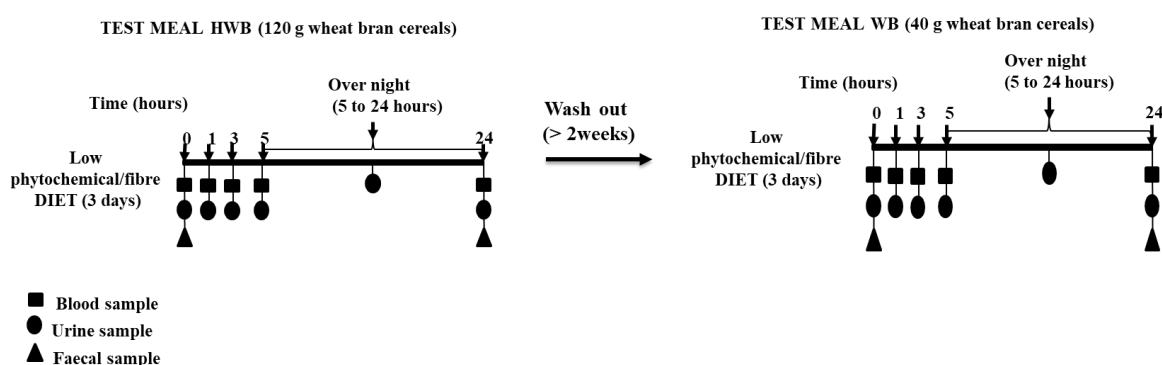 TEST MEAL HWB (120 g wheat bran cereals)
Time (hours)
Over night
(5 to 24 hours)
0 1 3 5 24
Low
phytochemical/fibre
DIET (3 days)
Wash out
(> 2weeks)
TEST MEAL WB (40 g wheat bran cereals)
Time (hours)
Over night
(5 to 24 hours)
0 1 3 5 24
Low
phytochemical/fibre
DIET (3 days)
Blood sample
Urine sample
Faecal sample